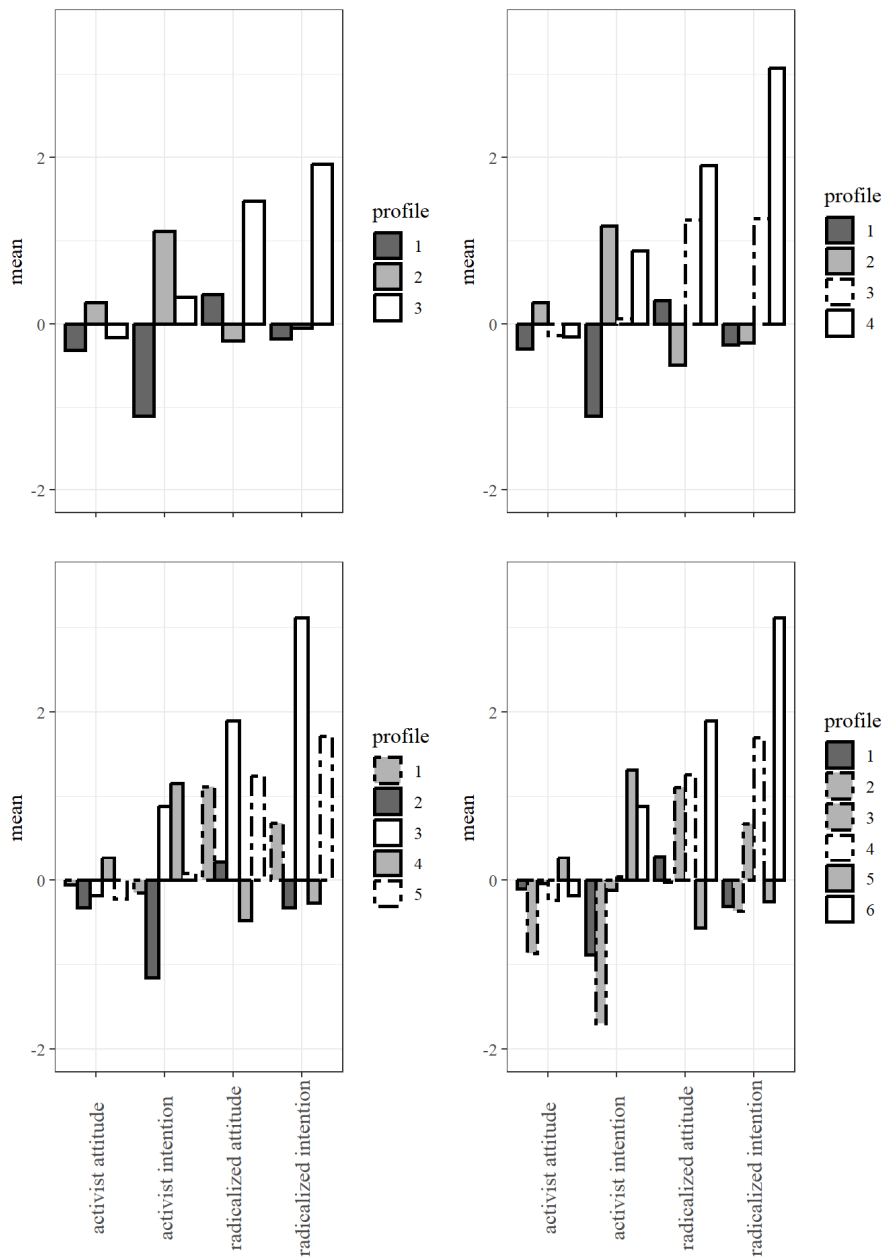 mean
2
0
-2
profile
1
2
3
mean
2
0
-2
profile
1
2
3
4
mean
2
0
-2
activist attitude
activist intention
radicalized attitude
radicalized intention
profile
1
2
3
4
5
mean
2
0
-2
activist attitude
activist intention
radicalized attitude
radicalized intention
profile
1
2
3
4
5
6